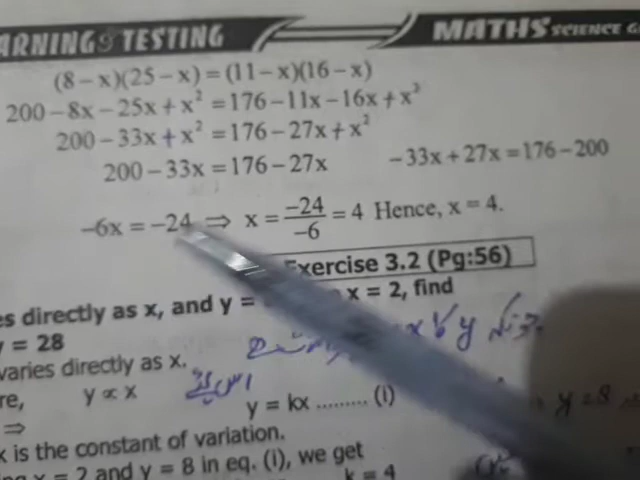 ARNING & TESTING MATHS SCIENCE G
(8 – x)(25 – x) = (11 – x)(16 – x)
200 – 8x – 25x + x² = 176 – 11x – 16x + x²
200 – 33x + x² = 176 – 27x + x²
200 – 33x = 176 – 27x –33x + 27x = 176 – 200
–6x = –24 ⇒ x = –24/–6 = 4 Hence, x = 4.
Exercise 3.2 (Pg:56)
es directly as x, and y = x = 2, find
y = 28
varies directly as x.
re, y ∝ x
y = kx ......... (i)
⇒ y = 8
k is the constant of variation.
x = 2 and y = 8 in eq. (i), we get
k = 4